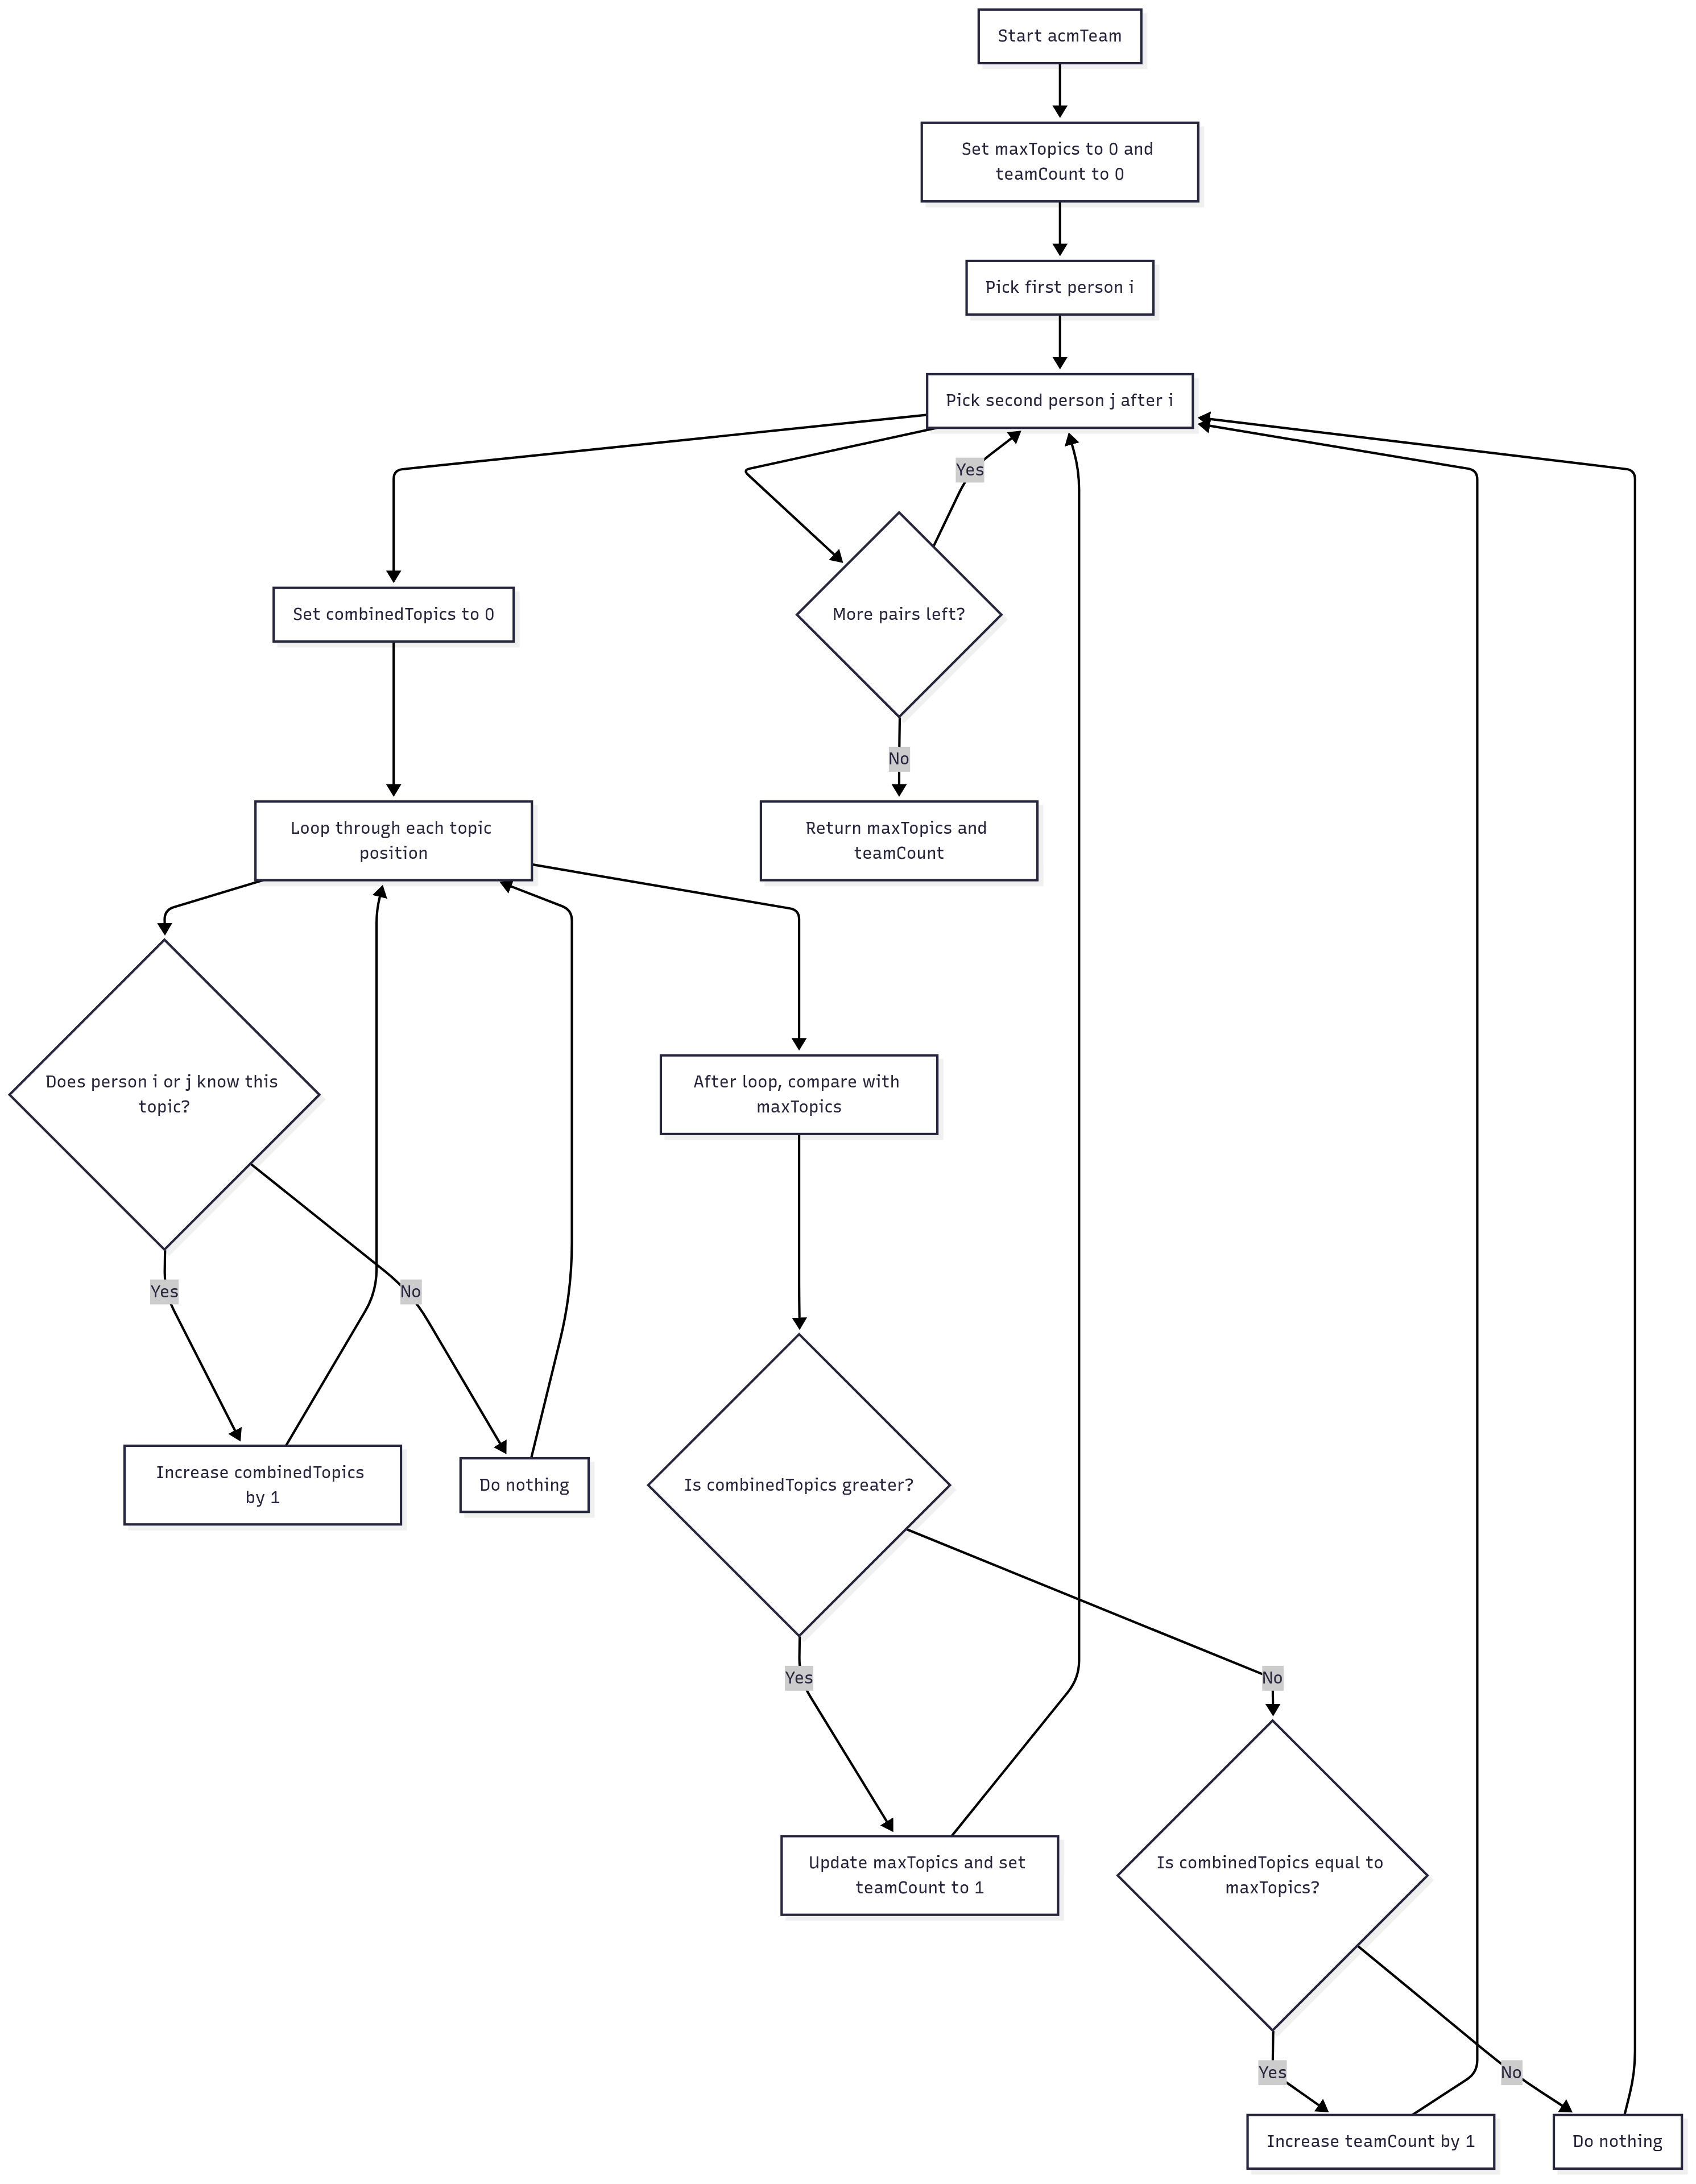 Start acmTeam
Set maxTopics to 0 and
teamCount to 0
Pick first person i
Pick second person j after i
Yes
Set combinedTopics to 0
More pairs left?
No
Loop through each topic
position
Return maxTopics and
teamCount
Does person i or j know this
topic?
After loop, compare with
maxTopics
Yes
No
Increase combinedTopics
by 1
Do nothing
Is combinedTopics greater?
Yes
No
Update maxTopics and set
teamCount to 1
Is combinedTopics equal to
maxTopics?
Yes
No
Increase teamCount by 1
Do nothing